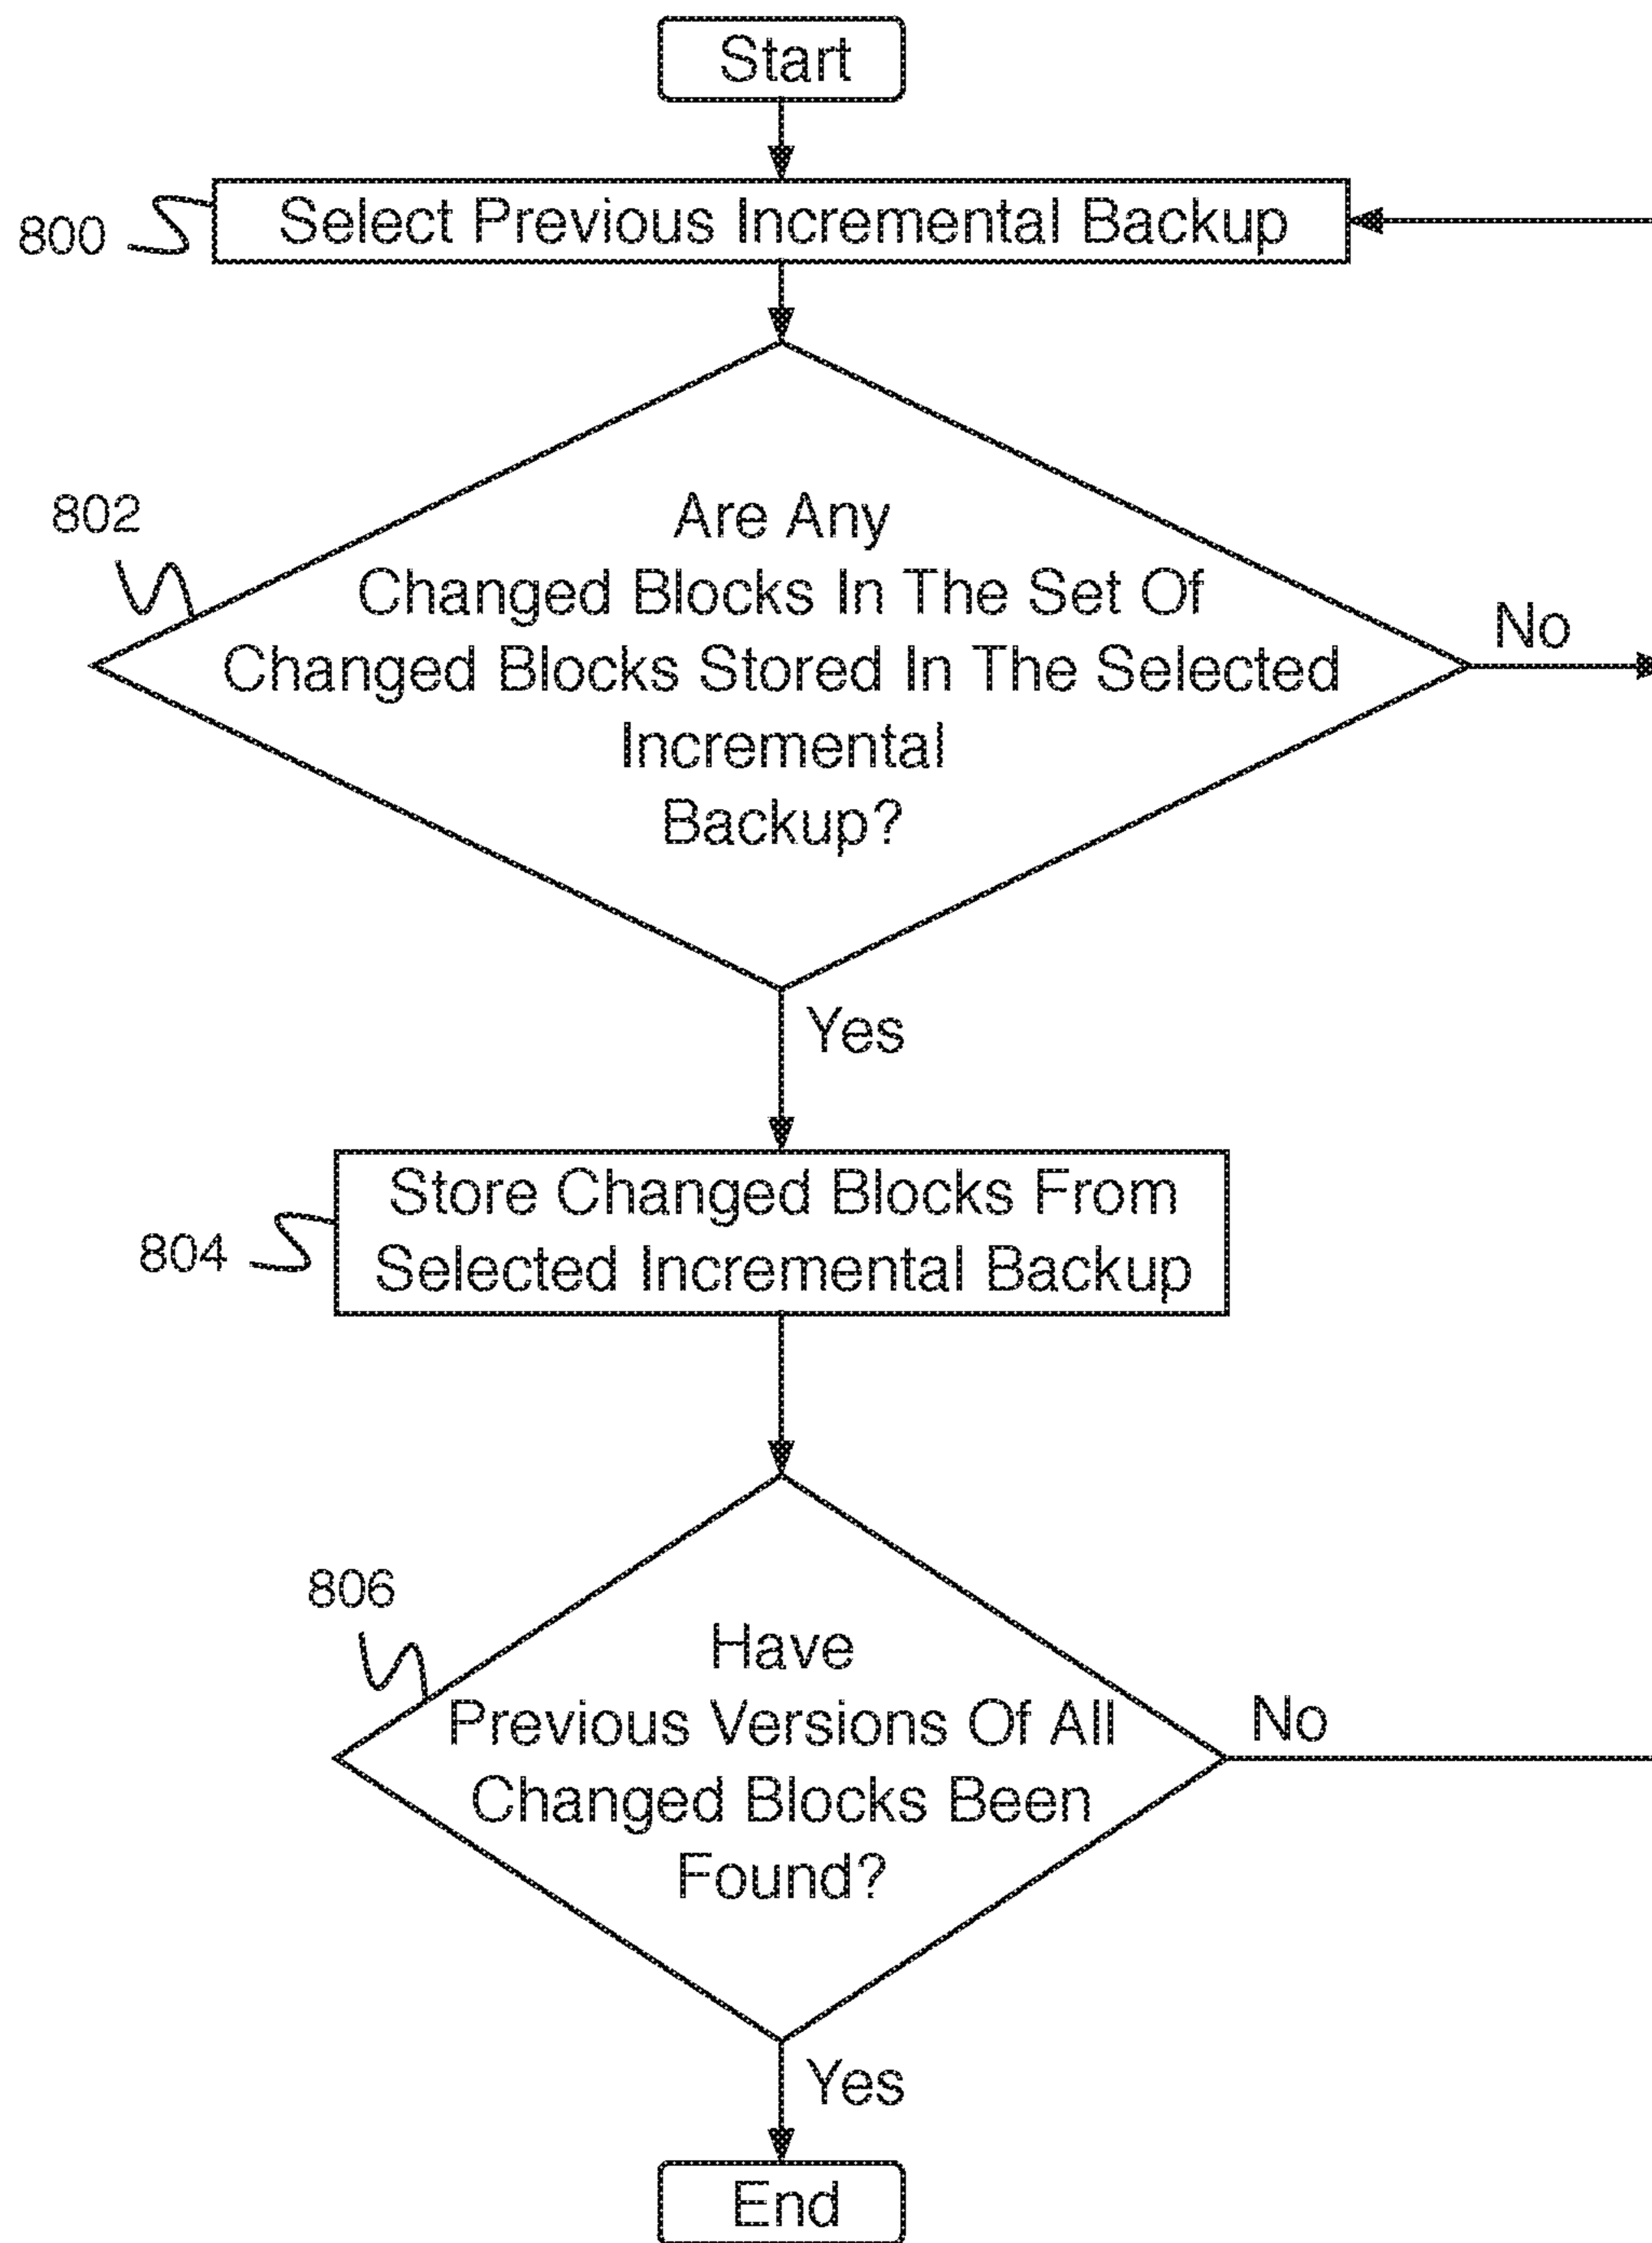 Start
800
Select Previous Incremental Backup
802
Are Any
Changed Blocks In The Set Of
Changed Blocks Stored In The Selected
Incremental
Backup?
No
Yes
804
Store Changed Blocks From
Selected Incremental Backup
806
Have
Previous Versions Of All
Changed Blocks Been
Found?
No
Yes
End